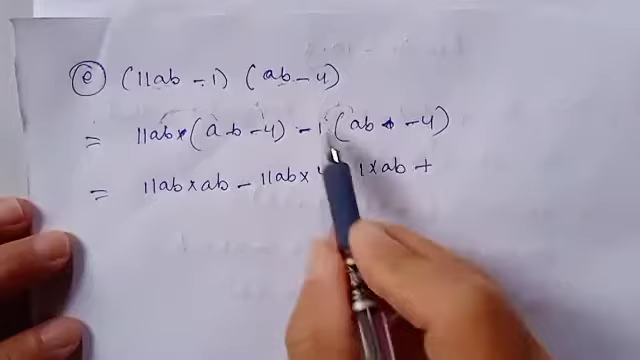 e (11ab - 1) (ab - 4)
= 11ab × (ab - 4) - 1 (ab - 4)
= 11ab × ab - 11ab × 1 × ab +